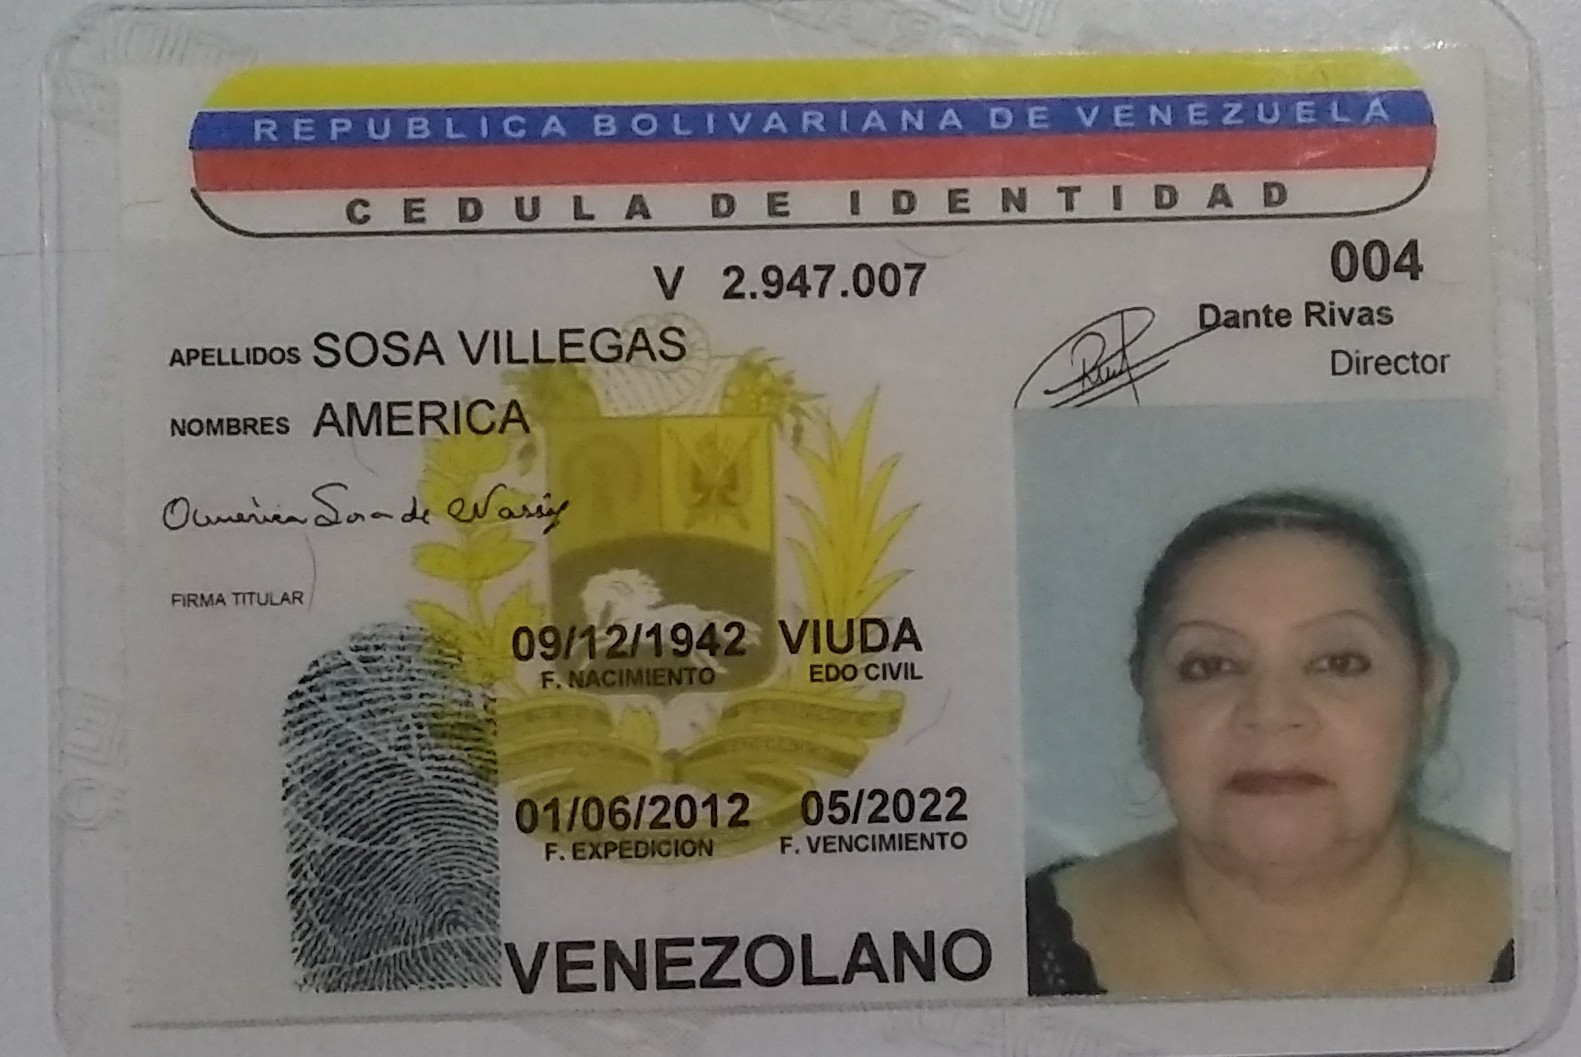 REPUBLICA BOLIVARIANA DE VENEZUELA
CEDULA DE IDENTIDAD
V 2.947.007
004
Dante Rivas
Director
APELLIDOS SOSA VILLEGAS
NOMBRES AMERICA
America Sosa de
FIRMA TITULAR
09/12/1942 VIUDA
F. NACIMIENTO EDO CIVIL
01/06/2012 05/2022
F. EXPEDICION F. VENCIMIENTO
VENEZOLANO